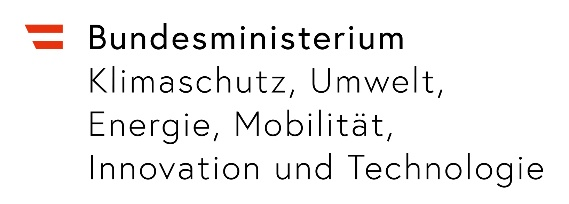 Bundesministerium
Klimaschutz, Umwelt,
Energie, Mobilität,
Innovation und Technologie